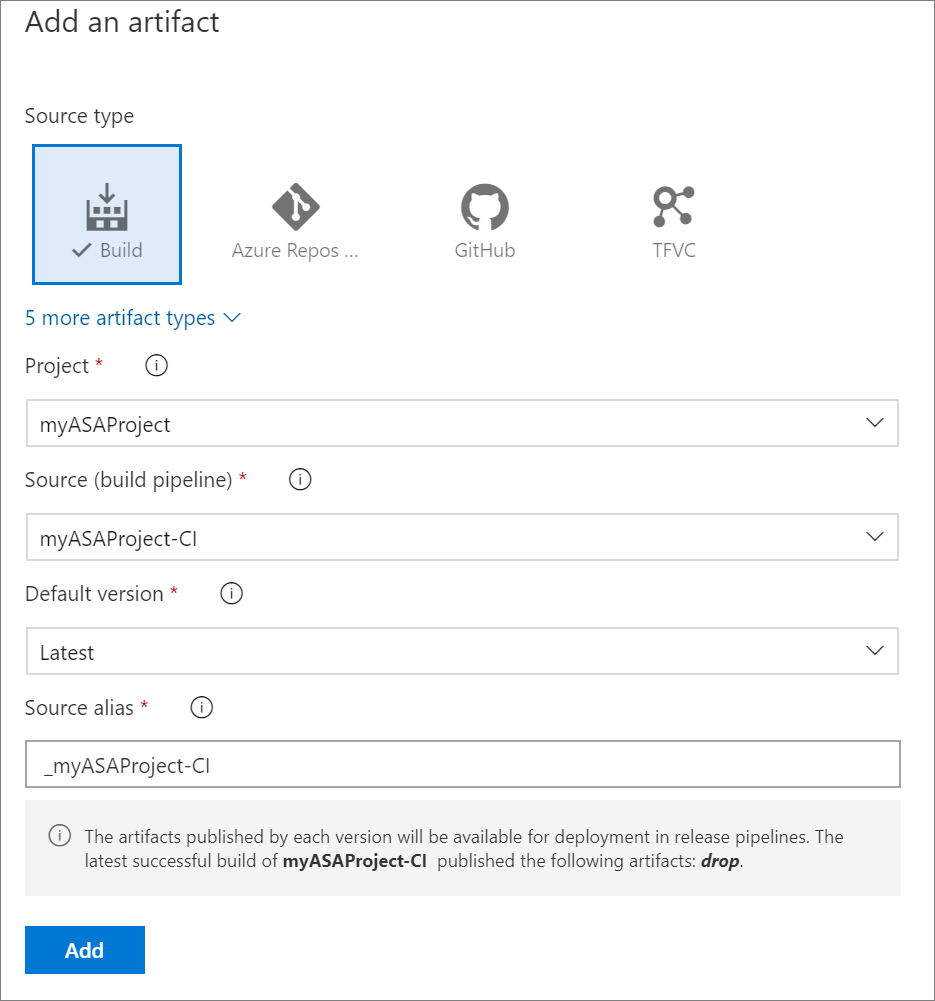 Add an artifact
Source type
Build
Azure Repos ...
GitHub
TFVC
5 more artifact types
Project *
myASAProject
Source (build pipeline) *
myASAProject-CI
Default version *
Latest
Source alias *
_myASAProject-CI
The artifacts published by each version will be available for deployment in release pipelines. The
latest successful build of myASAProject-CI published the following artifacts: drop.
Add